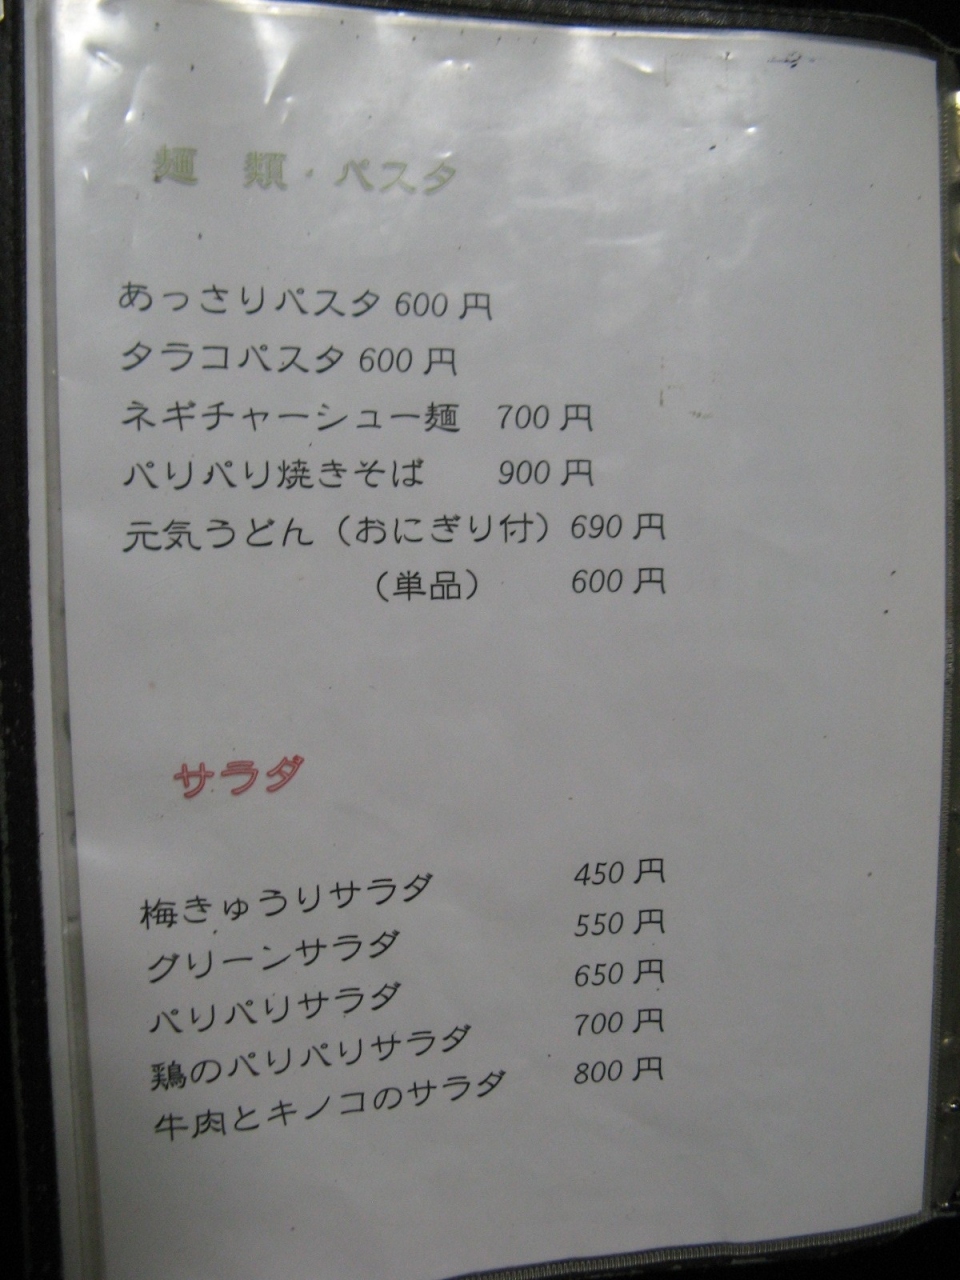 麺類・パスタ
あっさりパスタ 600 円
タラコパスタ 600 円
ネギチャーシュー麺 700 円
パリパリ焼きそば 900 円
元気うどん（おにぎり付）690 円
（単品） 600 円
サラダ
梅きゅうりサラダ 450 円
グリーンサラダ 550 円
パリパリサラダ 650 円
鶏のパリパリサラダ 700 円
牛肉とキノコのサラダ 800 円